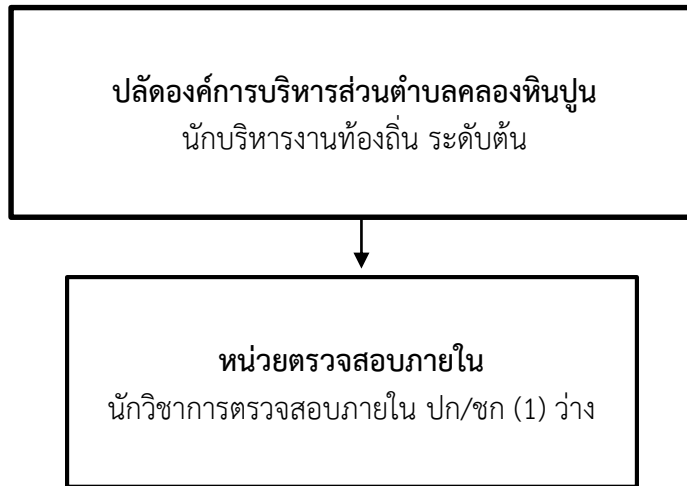 ปลัดองค์การบริหารส่วนตำบลคลองหินปูน
นักบริหารงานท้องถิ่น ระดับต้น
หน่วยตรวจสอบภายใน
นักวิชาการตรวจสอบภายใน ปก/ชก (1) ว่าง